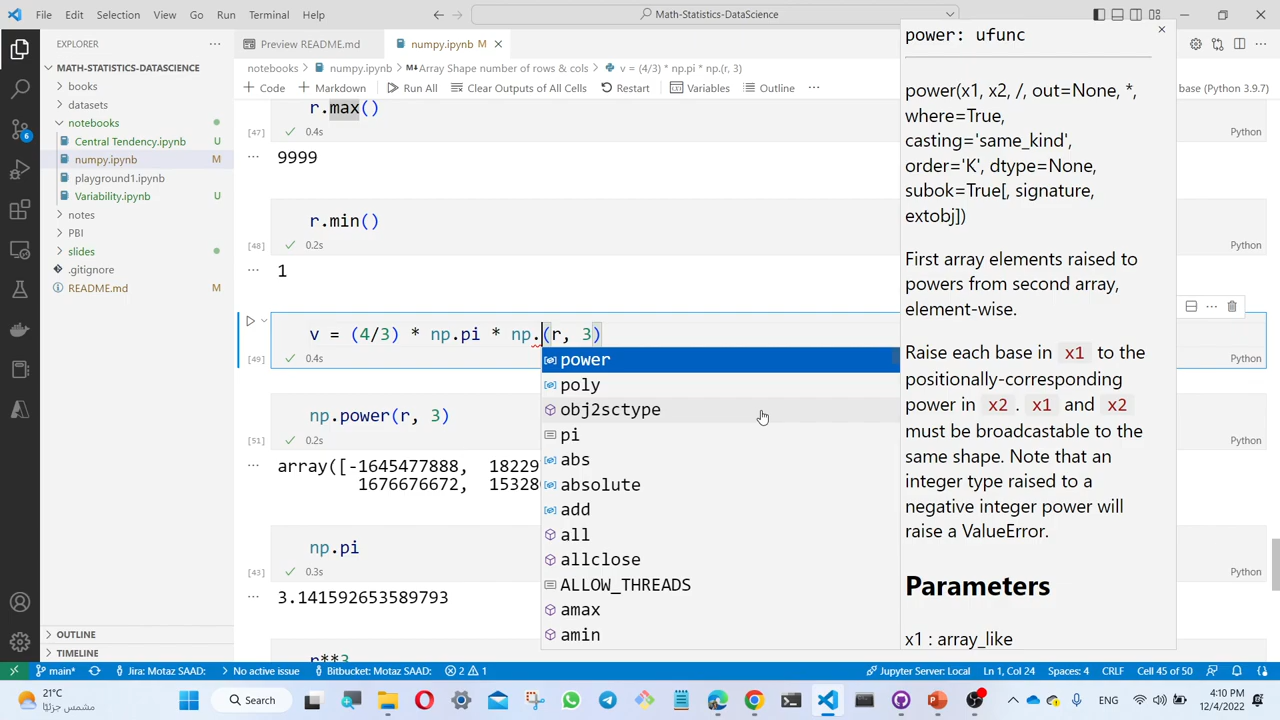 File Edit Selection View Go Run Terminal Help
Math-Statistics-DataScience
EXPLORER
MATH-STATISTICS-DATASCIENCE
books
datasets
notebooks
Central Tendency.ipynb U
numpy.ipynb M
playground1.ipynb
Variability.ipynb U
notes
PBI
slides
.gitignore
README.md M
OUTLINE
TIMELINE
Preview README.md
numpy.ipynb M
notebooks > numpy.ipynb > Array Shape number of rows & cols > v = (4/3) * np.pi * np.(r, 3)
+ Code + Markdown Run All Clear Outputs of All Cells Restart Variables Outline ···
base (Python 3.9.7)
r.max()
[47] 0.4s
Python
9999
r.min()
[48] 0.2s
Python
1
v = (4/3) * np.pi * np.(r, 3)
[49] 0.4s
Python
np.power(r, 3)
[51] 0.2s
Python
array([-1645477888, 18229
1676676672, 15328
np.pi
[43] 0.3s
Python
3.141592653589793
r**3
power
poly
obj2sctype
pi
abs
absolute
add
all
allclose
ALLOW_THREADS
amax
amin
power: ufunc
power(x1, x2, /, out=None, *,
where=True,
casting='same_kind',
order='K', dtype=None,
subok=True[, signature,
extobj])
First array elements raised to
powers from second array,
element-wise.
Raise each base in x1 to the
positionally-corresponding
power in x2 . x1 and x2
must be broadcastable to the
same shape. Note that an
integer type raised to a
negative integer power will
raise a ValueError.
Parameters
x1 : array_like
main* Jira: Motaz SAAD: No active issue Bitbucket: Motaz SAAD: 2 1
Jupyter Server: Local Ln 1, Col 24 Spaces: 4 CRLF Cell 45 of 50
21°C
مشمس جزئيًا
Search
ENG
4:10 PM
12/4/2022